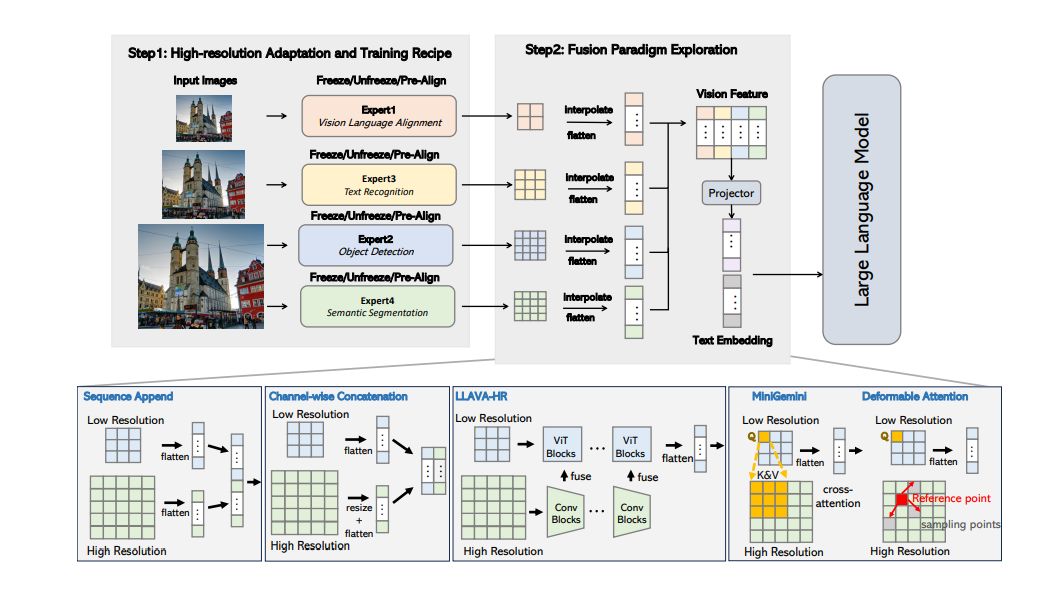 Step1: High-resolution Adaptation and Training Recipe
Input Images
Freeze/Unfreeze/Pre-Align
Expert1
Vision Language Alignment
Freeze/Unfreeze/Pre-Align
Expert3
Text Recognition
Freeze/Unfreeze/Pre-Align
Expert2
Object Detection
Freeze/Unfreeze/Pre-Align
Expert4
Semantic Segmentation
Step2: Fusion Paradigm Exploration
Interpolate
flatten
Interpolate
flatten
Interpolate
flatten
Interpolate
flatten
Vision Feature
Projector
Text Embedding
Large Language Model
Sequence Append
Low Resolution
flatten
flatten
High Resolution
Channel-wise Concatenation
Low Resolution
flatten
resize
+
flatten
High Resolution
LLAVA-HR
Low Resolution
ViT
Blocks
...
ViT
Blocks
flatten
fuse
fuse
Conv
Blocks
...
Conv
Blocks
High Resolution
MiniGemini
Low Resolution
Q
flatten
K&V
cross-
attention
High Resolution
Deformable Attention
Low Resolution
Q
flatten
Reference point
sampling points
High Resolution